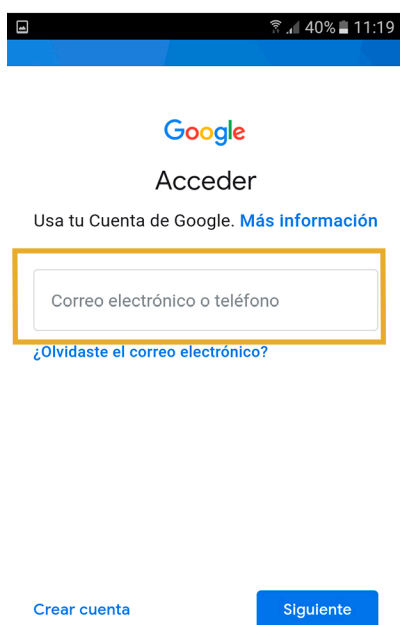 40% 11:19
Google
Acceder
Usa tu Cuenta de Google. Más información
Correo electrónico o teléfono
¿Olvidaste el correo electrónico?
Crear cuenta
Siguiente